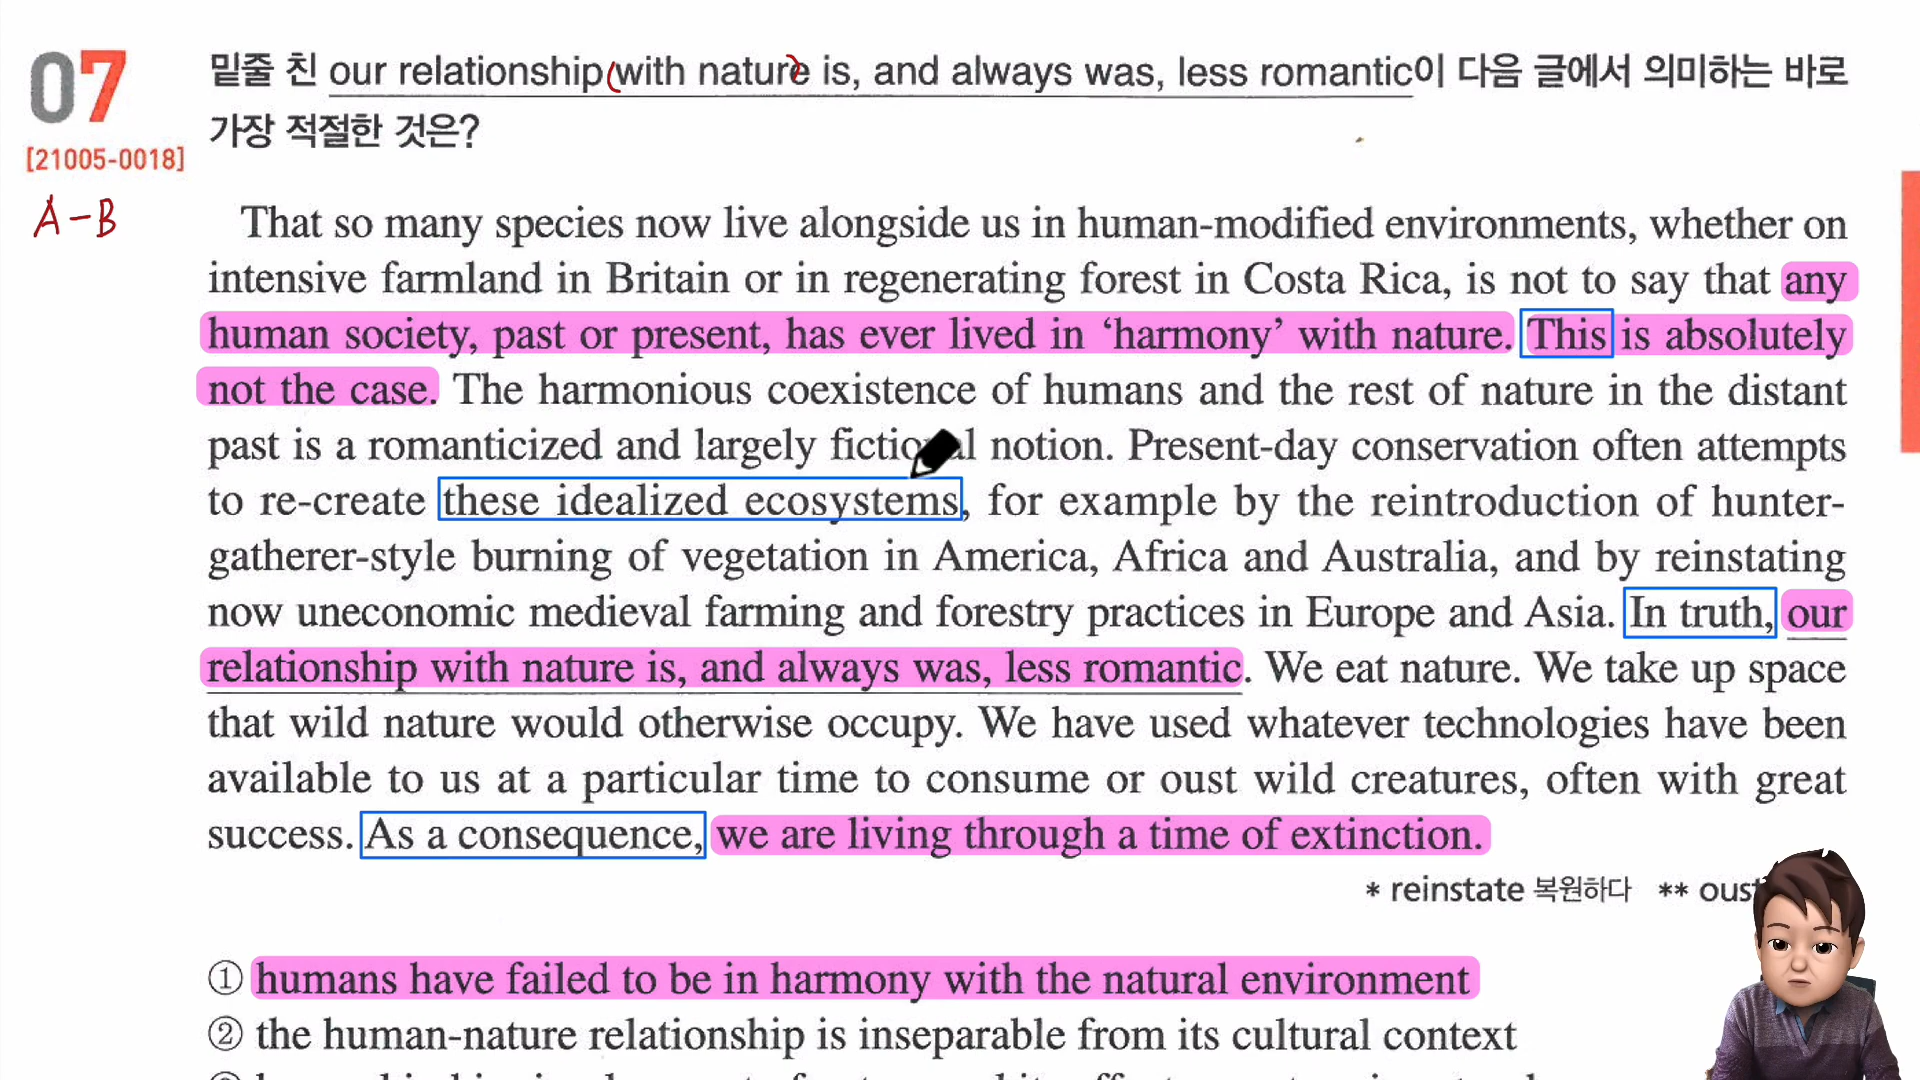 07
[21005-0018]
A-B
밑줄 친 our relationship (with nature) is, and always was, less romantic이 다음 글에서 의미하는 바로
가장 적절한 것은?
That so many species now live alongside us in human-modified environments, whether on
intensive farmland in Britain or in regenerating forest in Costa Rica, is not to say that any
human society, past or present, has ever lived in ‘harmony’ with nature. This is absolutely
not the case. The harmonious coexistence of humans and the rest of nature in the distant
past is a romanticized and largely fictional notion. Present-day conservation often attempts
to re-create these idealized ecosystems, for example by the reintroduction of hunter-
gatherer-style burning of vegetation in America, Africa and Australia, and by reinstating
now uneconomic medieval farming and forestry practices in Europe and Asia. In truth, our
relationship with nature is, and always was, less romantic. We eat nature. We take up space
that wild nature would otherwise occupy. We have used whatever technologies have been
available to us at a particular time to consume or oust wild creatures, often with great
success. As a consequence, we are living through a time of extinction.
* reinstate 복원하다 ** oust
① humans have failed to be in harmony with the natural environment
② the human-nature relationship is inseparable from its cultural context